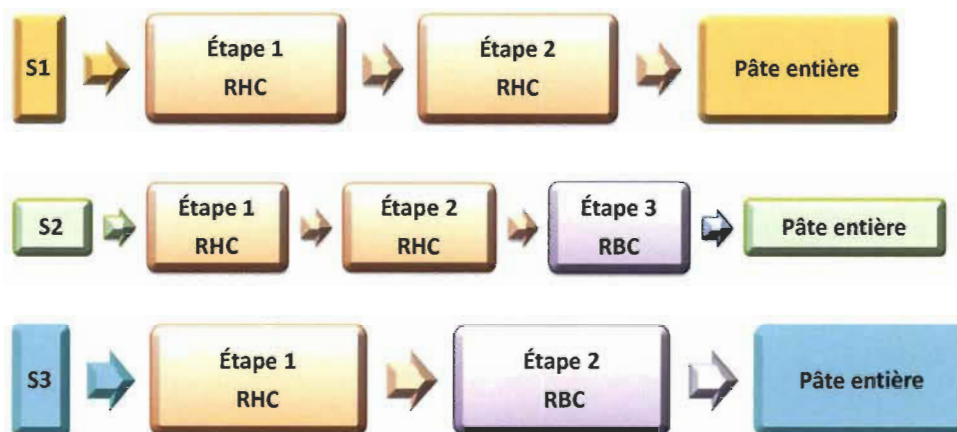 S1
Étape 1
RHC
Étape 2
RHC
Pâte entière
S2
Étape 1
RHC
Étape 2
RHC
Étape 3
RBC
Pâte entière
S3
Étape 1
RHC
Étape 2
RBC
Pâte entière